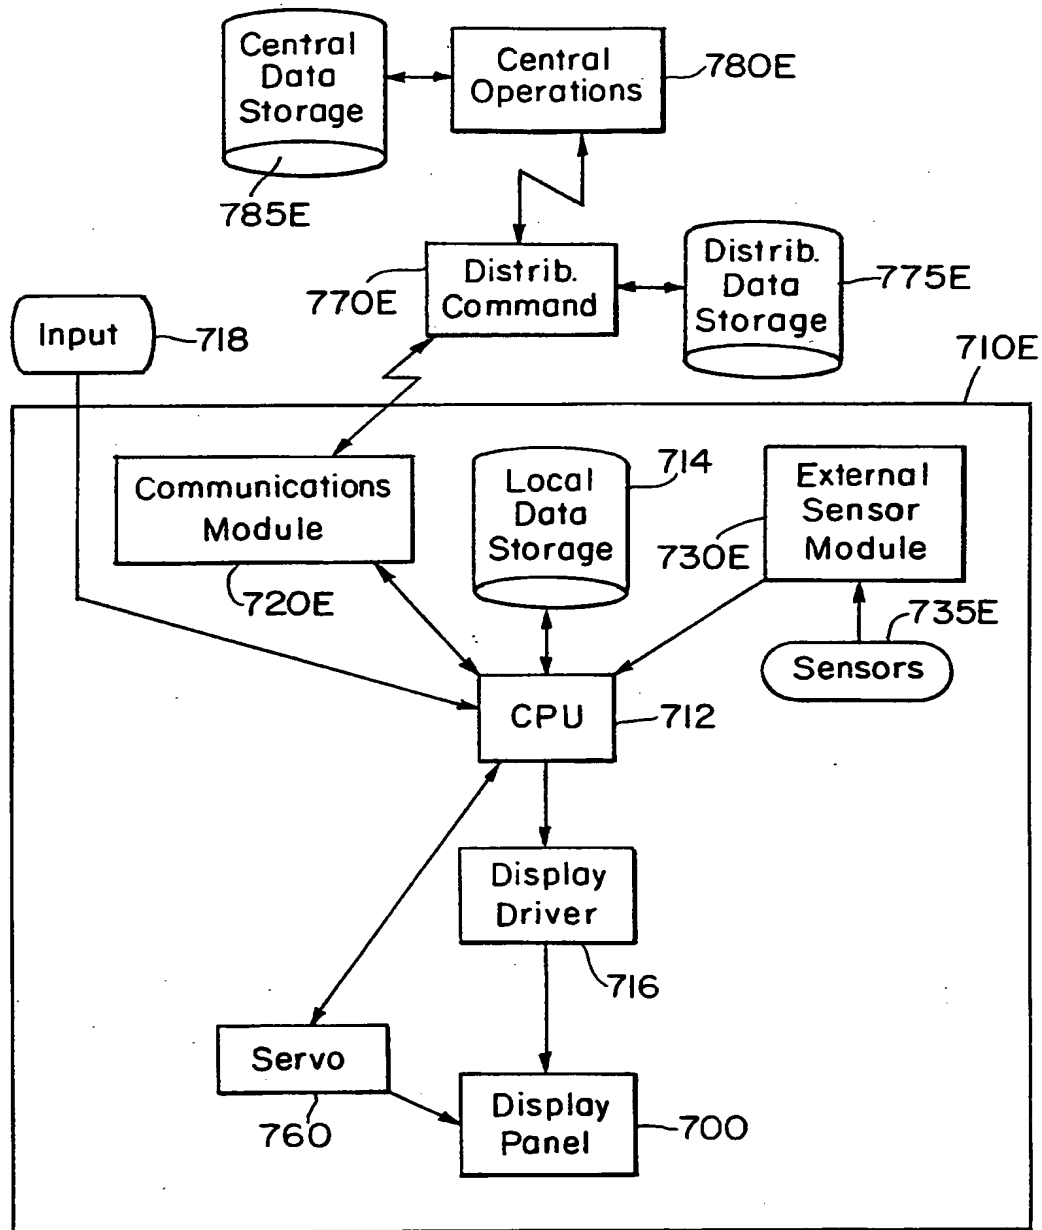 Central
Data
Storage
785E
Central
Operations
780E
Distrib.
Command
770E
Distrib.
Data
Storage
775E
Input
718
710E
Communications
Module
720E
Local
Data
Storage
714
External
Sensor
Module
730E
735E
Sensors
CPU
712
Display
Driver
716
Servo
760
Display
Panel
700